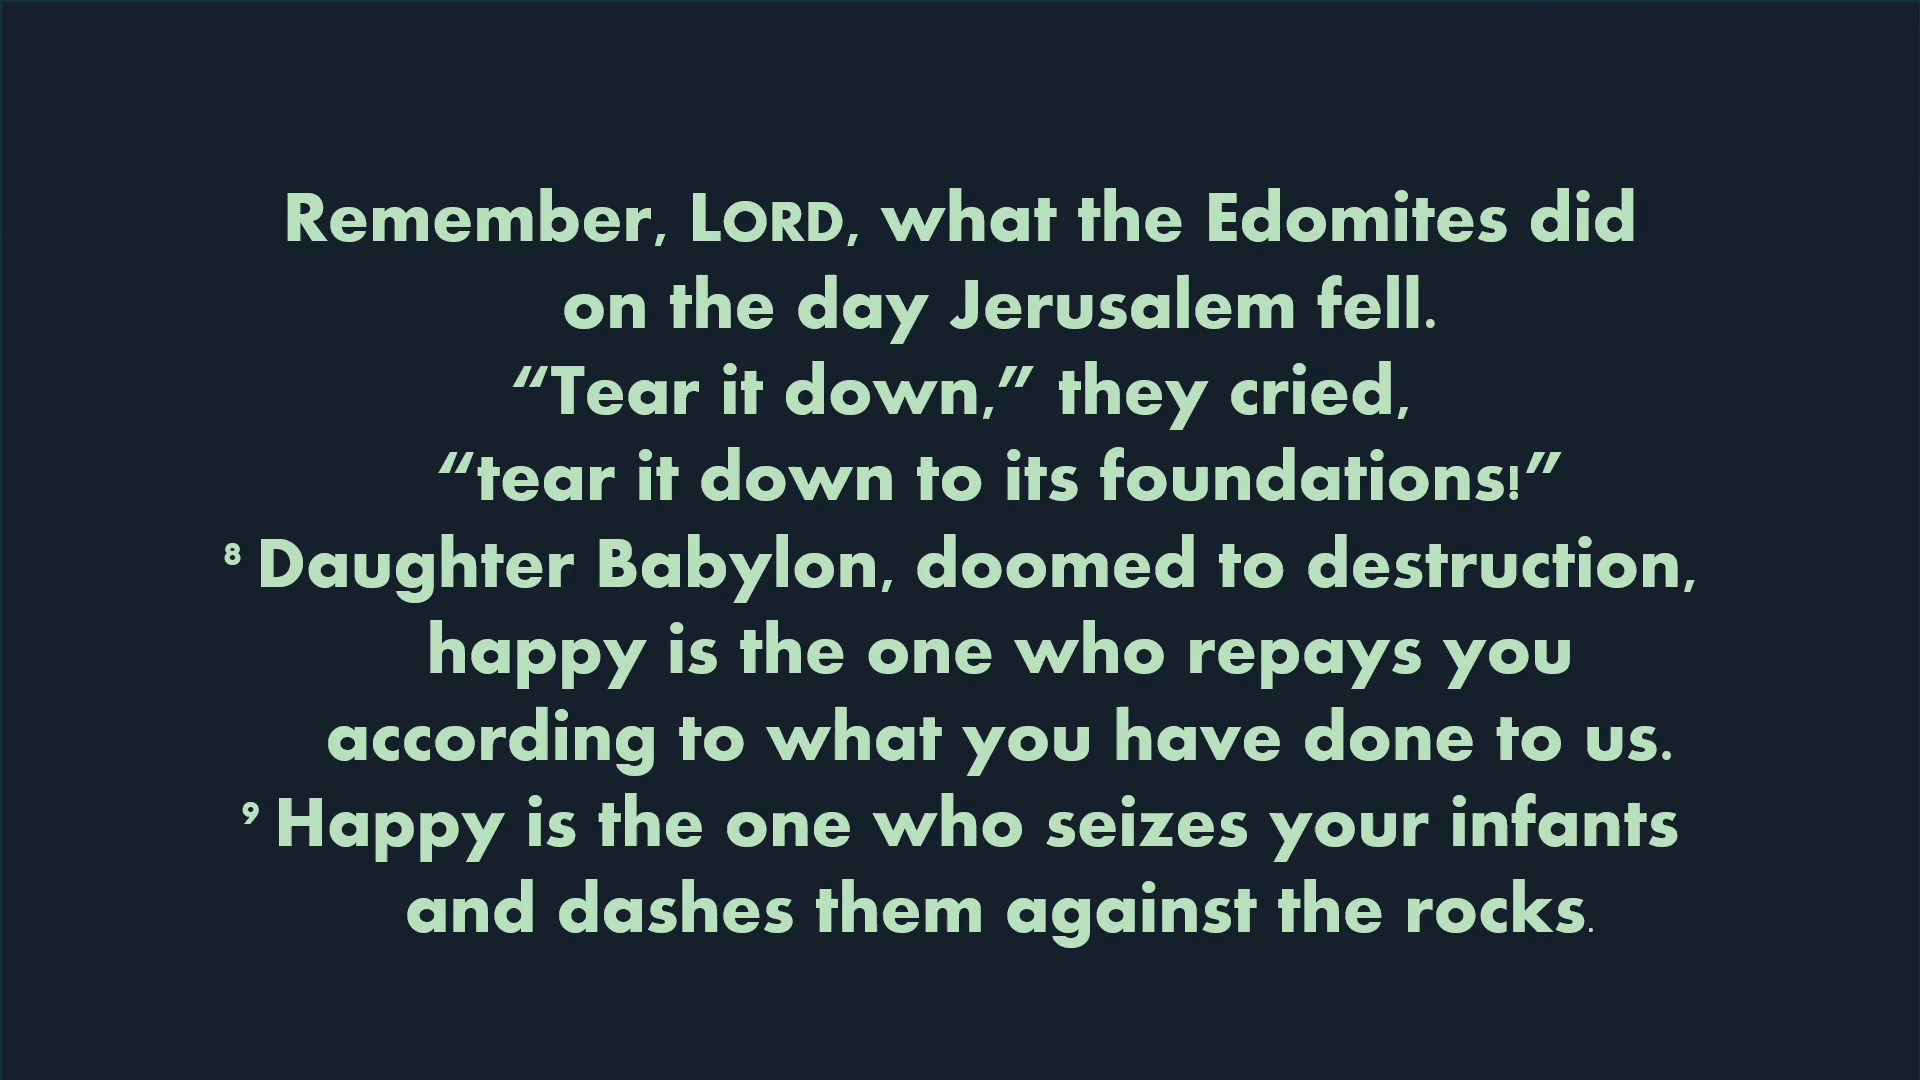 Remember, LORD, what the Edomites did
on the day Jerusalem fell.
“Tear it down,” they cried,
“tear it down to its foundations!”
⁸ Daughter Babylon, doomed to destruction,
happy is the one who repays you
according to what you have done to us.
⁹ Happy is the one who seizes your infants
and dashes them against the rocks.